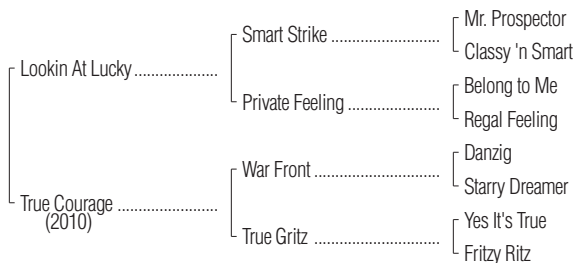 Mr. Prospector
Smart Strike ............................
Classy 'n Smart
Lookin At Lucky .....................
Belong to Me
Private Feeling ........................
Regal Feeling
Danzig
War Front ................................
Starry Dreamer
True Courage .........................
(2010)
Yes It's True
True Gritz ................................
Fritzy Ritz